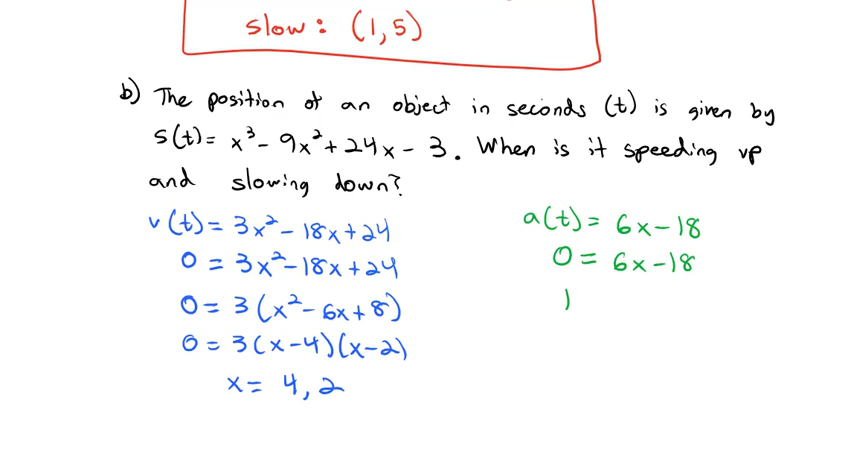 slow: (1,5)
b) The position of an object in seconds (t) is given by
s(t) = x³ - 9x² + 24x - 3. When is it speeding up
and slowing down?
v(t) = 3x² - 18x + 24
0 = 3x² - 18x + 24
0 = 3(x² - 6x + 8)
0 = 3(x-4)(x-2)
x = 4, 2
a(t) = 6x - 18
0 = 6x - 18